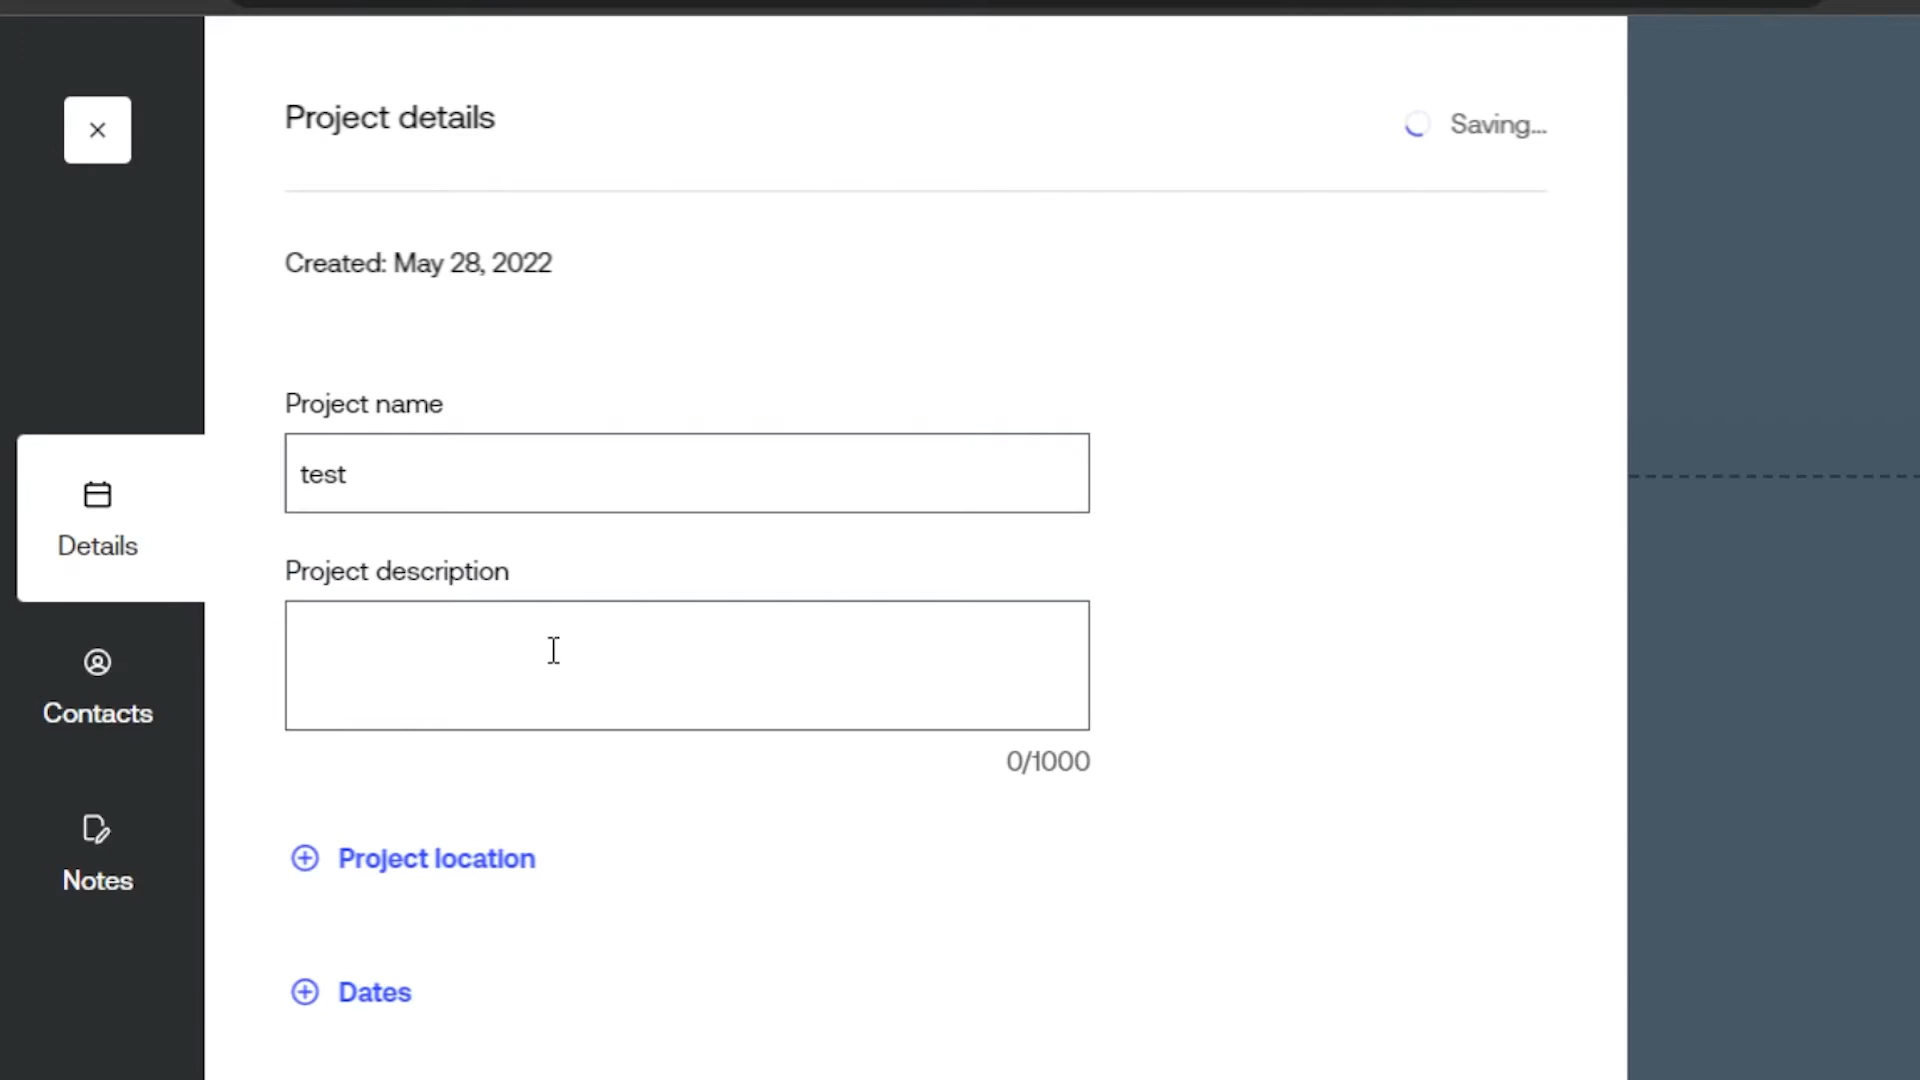 Project details
Saving...
Created: May 28, 2022
Project name
test
Details
Project description
Contacts
0/1000
Project location
Notes
Dates